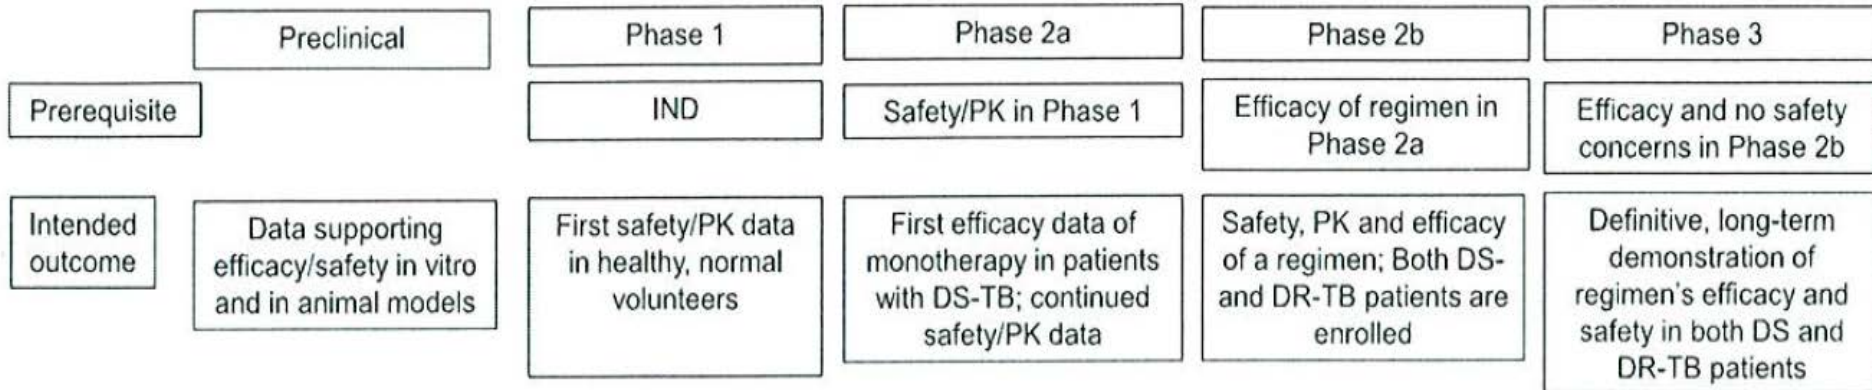 Preclinical
Phase 1
Phase 2a
Phase 2b
Phase 3
Prerequisite
IND
Safety/PK in Phase 1
Efficacy of regimen in
Phase 2a
Efficacy and no safety
concerns in Phase 2b
Intended
outcome
Data supporting
efficacy/safety in vitro
and in animal models
First safety/PK data
in healthy, normal
volunteers
First efficacy data of
monotherapy in patients
with DS-TB; continued
safety/PK data
Safety, PK and efficacy
of a regimen; Both DS-
and DR-TB patients are
enrolled
Definitive, long-term
demonstration of
regimen's efficacy and
safety in both DS and
DR-TB patients